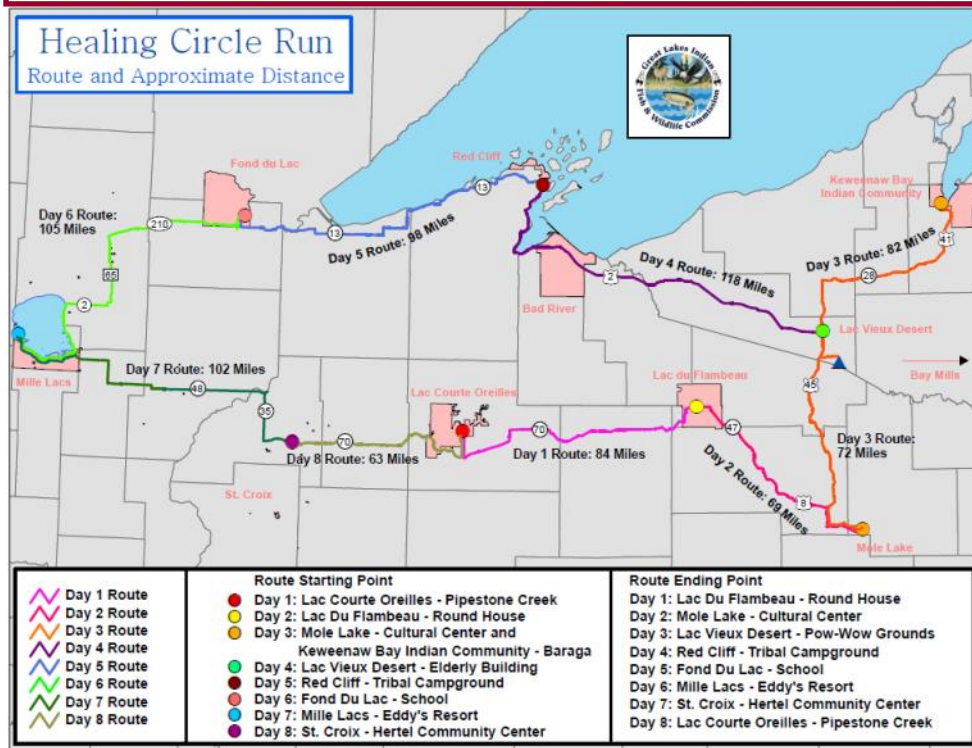 Healing Circle Run
Route and Approximate Distance
Great Lakes Indian
Fish & Wildlife Commission
Red Cliff
Fond du Lac
Keweenaw Bay
Indian Community
Day 6 Route:
105 Miles
210
13
13
Day 5 Route: 98 Miles
41
Day 3 Route: 82 Miles
28
65
2
Day 4 Route: 118 Miles
2
Bad River
Lac Vieux Desert
Mille Lacs
Day 7 Route: 102 Miles
48
35
Lac Courte Oreilles
Lac du Flambeau
45
Bay Mills
70
Day 8 Route: 63 Miles
70
Day 1 Route: 84 Miles
47
Day 2 Route: 69 Miles
8
Day 3 Route:
72 Miles
St. Croix
Mole Lake
Day 1 Route
Day 2 Route
Day 3 Route
Day 4 Route
Day 5 Route
Day 6 Route
Day 7 Route
Day 8 Route
Route Starting Point
Day 1: Lac Courte Oreilles - Pipestone Creek
Day 2: Lac Du Flambeau - Round House
Day 3: Mole Lake - Cultural Center and
Keweenaw Bay Indian Community - Baraga
Day 4: Lac Vieux Desert - Elderly Building
Day 5: Red Cliff - Tribal Campground
Day 6: Fond Du Lac - School
Day 7: Mille Lacs - Eddy's Resort
Day 8: St. Croix - Hertel Community Center
Route Ending Point
Day 1: Lac Du Flambeau - Round House
Day 2: Mole Lake - Cultural Center
Day 3: Lac Vieux Desert - Pow-Wow Grounds
Day 4: Red Cliff - Tribal Campground
Day 5: Fond Du Lac - School
Day 6: Mille Lacs - Eddy's Resort
Day 7: St. Croix - Hertel Community Center
Day 8: Lac Courte Oreilles - Pipestone Creek